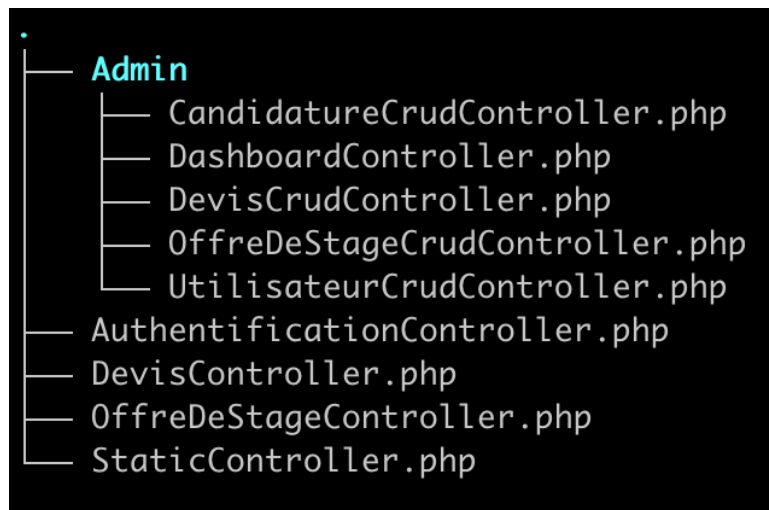 .
├── Admin
│   ├── CandidatureCrudController.php
│   ├── DashboardController.php
│   ├── DevisCrudController.php
│   ├── OffreDeStageCrudController.php
│   └── UtilisateurCrudController.php
├── AuthentificationController.php
├── DevisController.php
├── OffreDeStageController.php
└── StaticController.php